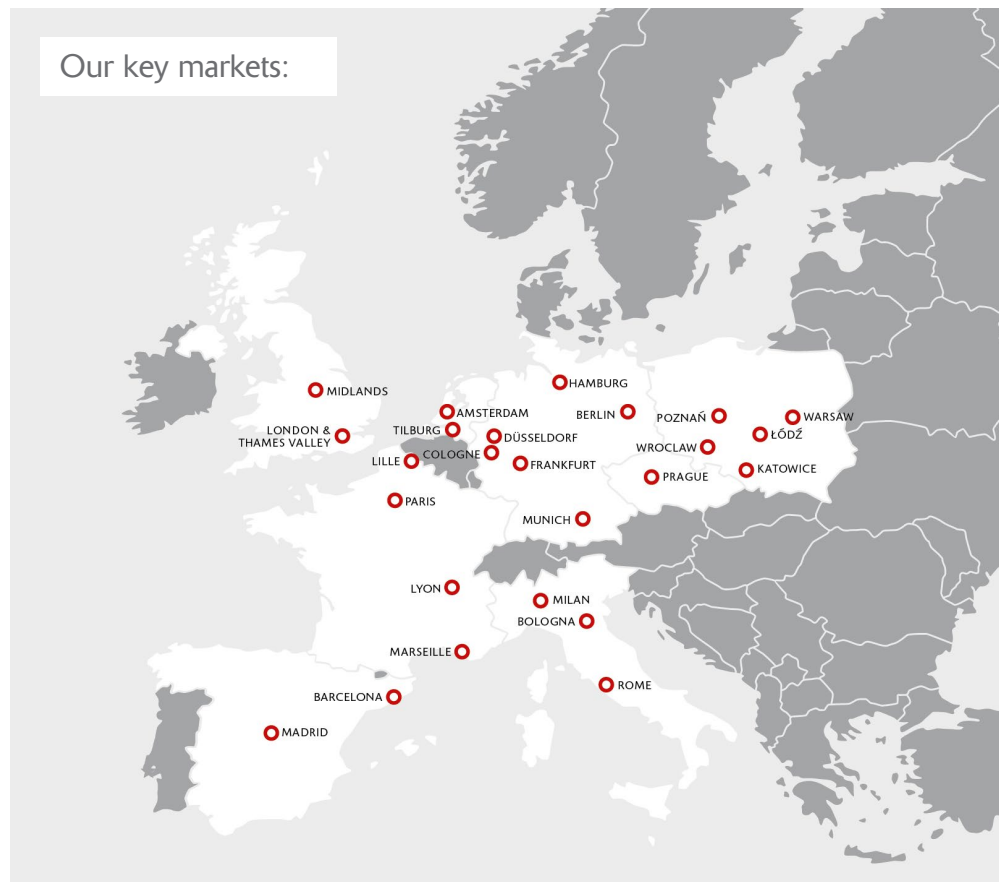 Our key markets:
MIDLANDS
LONDON &
THAMES VALLEY
AMSTERDAM
TILBURG
HAMBURG
BERLIN
DÜSSELDORF
COLOGNE
FRANKFURT
LILLE
PARIS
MUNICH
POZNAŃ
WARSAW
ŁÓDŹ
WROCLAW
KATOWICE
PRAGUE
LYON
MILAN
BOLOGNA
MARSEILLE
ROME
BARCELONA
MADRID